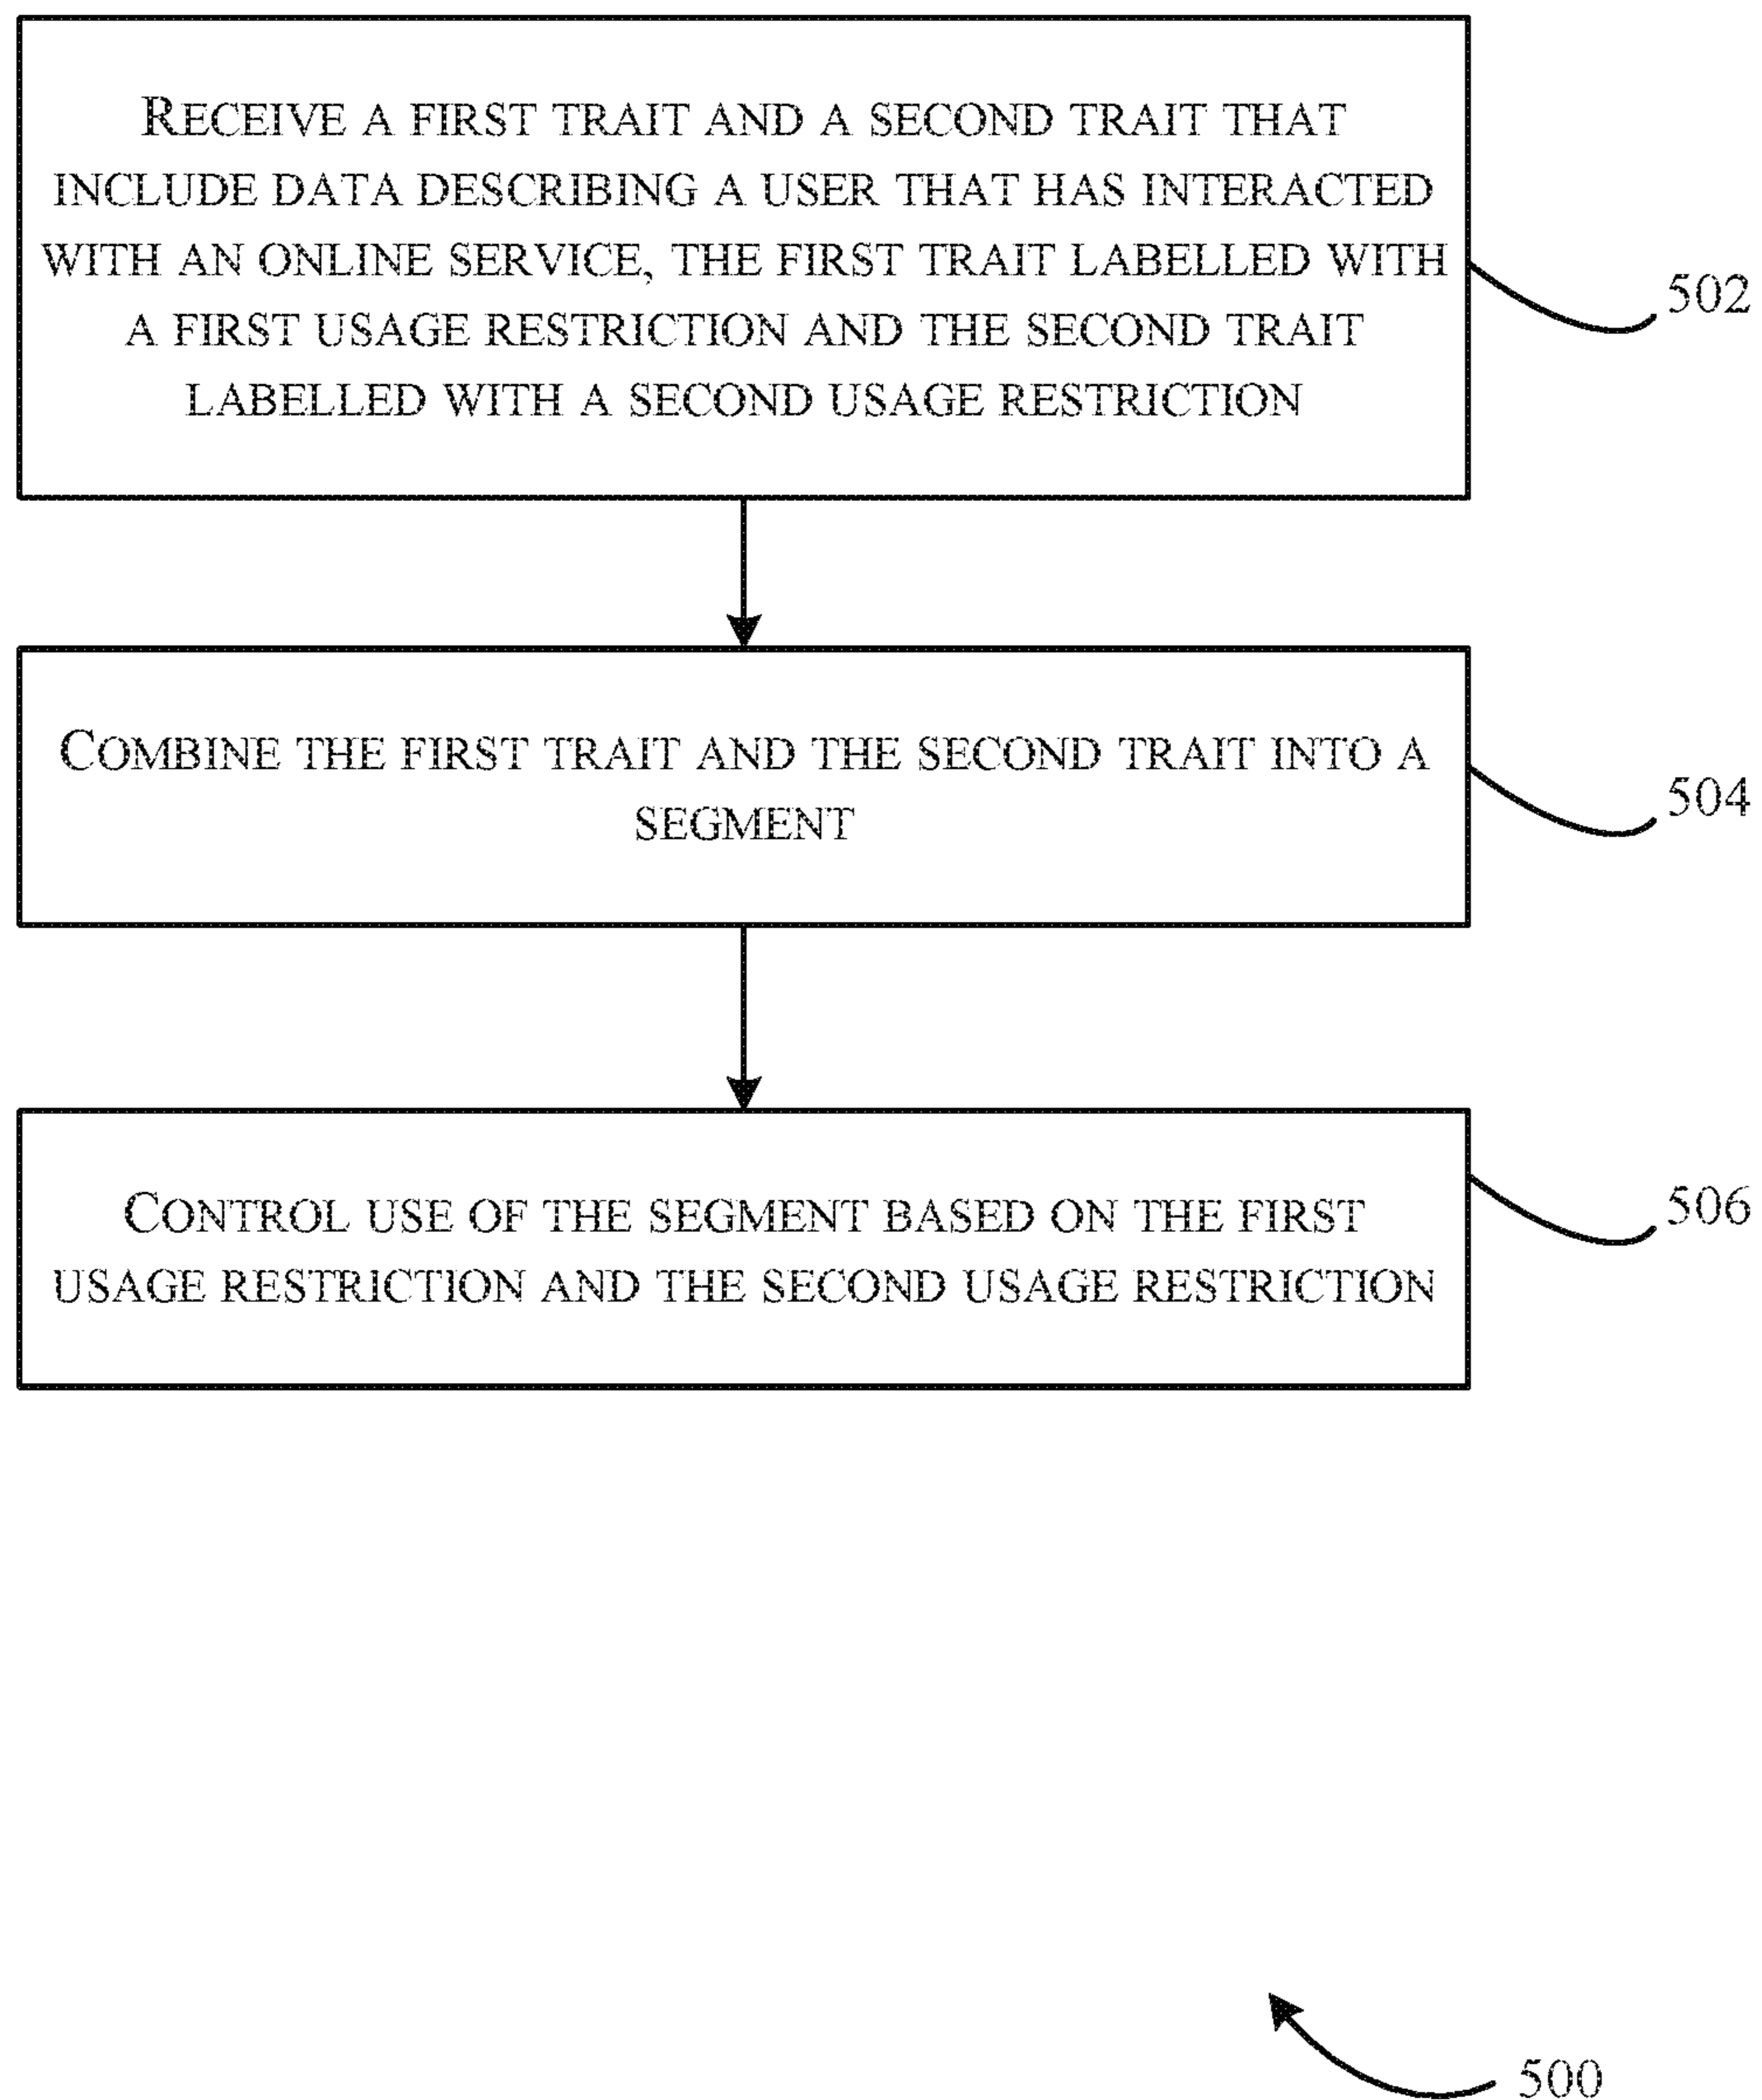 RECEIVE A FIRST TRAIT AND A SECOND TRAIT THAT
INCLUDE DATA DESCRIBING A USER THAT HAS INTERACTED
WITH AN ONLINE SERVICE, THE FIRST TRAIT LABELLED WITH
A FIRST USAGE RESTRICTION AND THE SECOND TRAIT
LABELLED WITH A SECOND USAGE RESTRICTION
502
COMBINE THE FIRST TRAIT AND THE SECOND TRAIT INTO A
SEGMENT
504
CONTROL USE OF THE SEGMENT BASED ON THE FIRST
USAGE RESTRICTION AND THE SECOND USAGE RESTRICTION
506
500